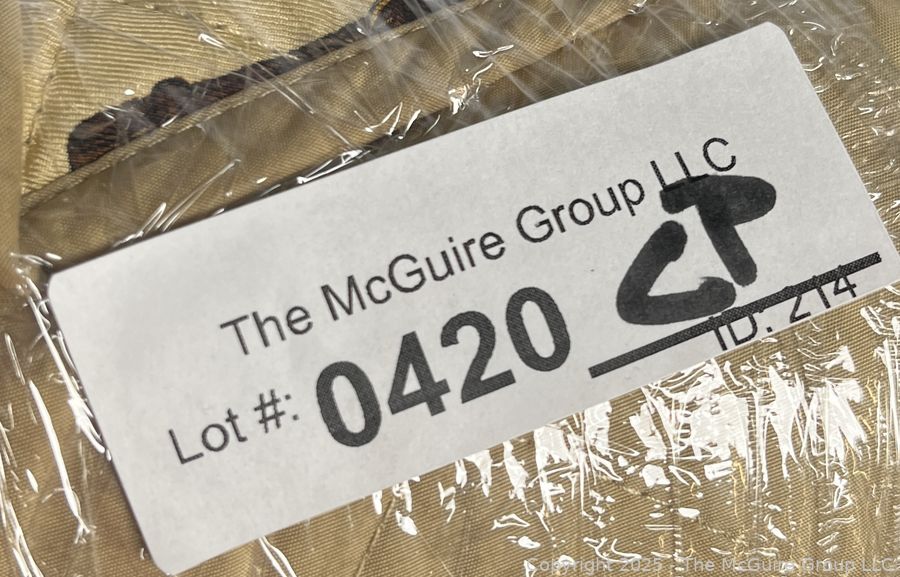 The McGuire Group LLC
Lot #: 0420 CP
ID: 214
Copyright 2025 - The McGuire Group LLC